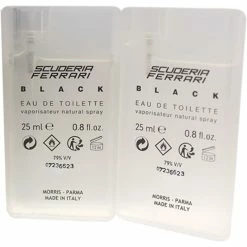 SCUDERIA
FERRARI
BLACK
EAU DE TOILETTE
vaporisateur natural spray
25 ml e 0.8 fl.oz.
79% V/V
MORRIS - PARMA
MADE IN ITALY
SCUDERIA
FERRARI
BLACK
EAU DE TOILETTE
vaporisateur natural spray
25 ml e 0.8 fl.oz.
79% V/V
07236623
MORRIS - PARMA
MADE IN ITALY